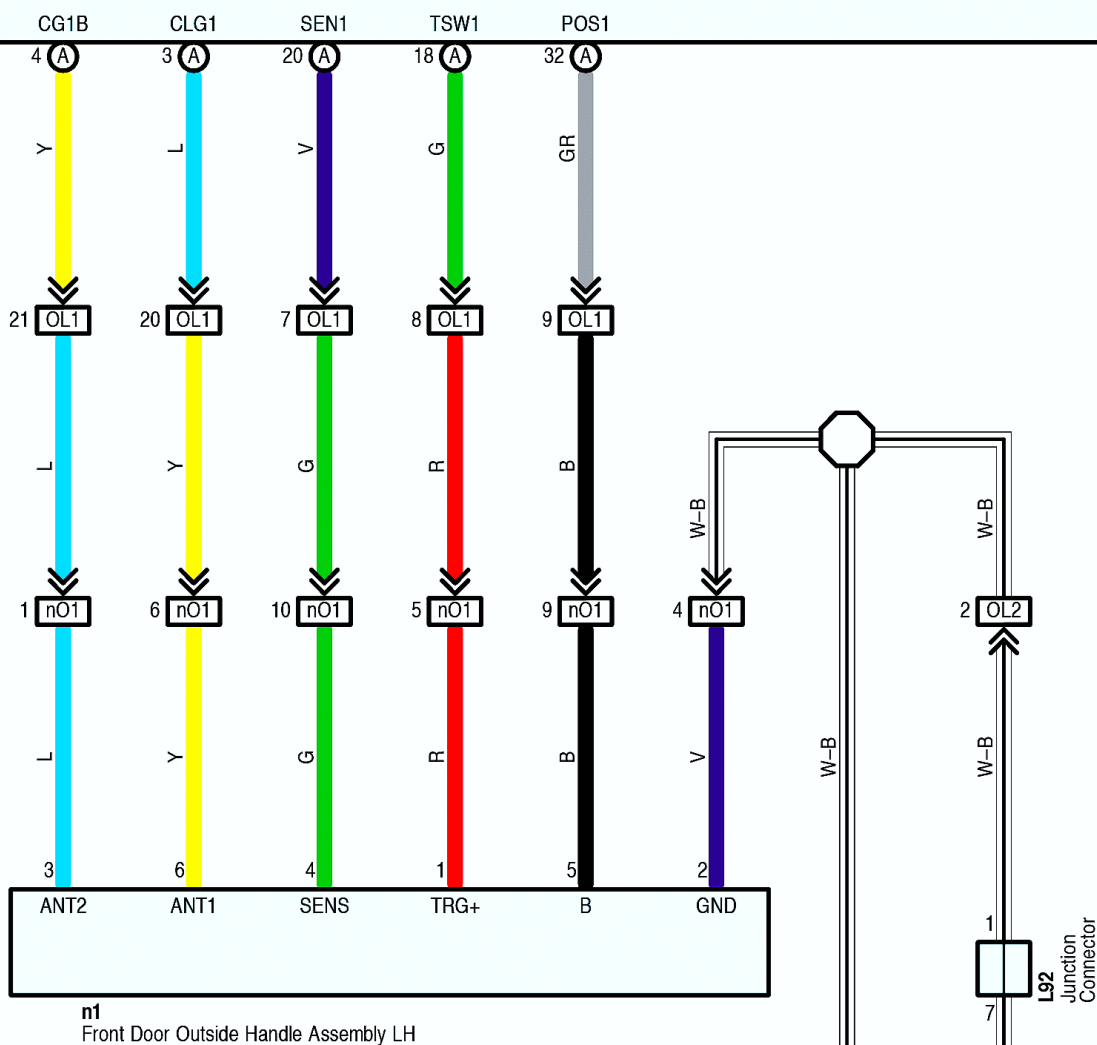 CG1B CLG1 SEN1 TSW1 POS1
4 A 3 A 20 A 18 A 32 A
Y L V G GR
21 OL1 20 OL1 7 OL1 8 OL1 9 OL1
L Y G R B W–B W–B
1 nO1 6 nO1 10 nO1 5 nO1 9 nO1 4 nO1 2 OL2
L Y G R B V W–B W–B
3 6 4 1 5 2
ANT2 ANT1 SENS TRG+ B GND
1
L92
Junction
Connector
7
n1
Front Door Outside Handle Assembly LH